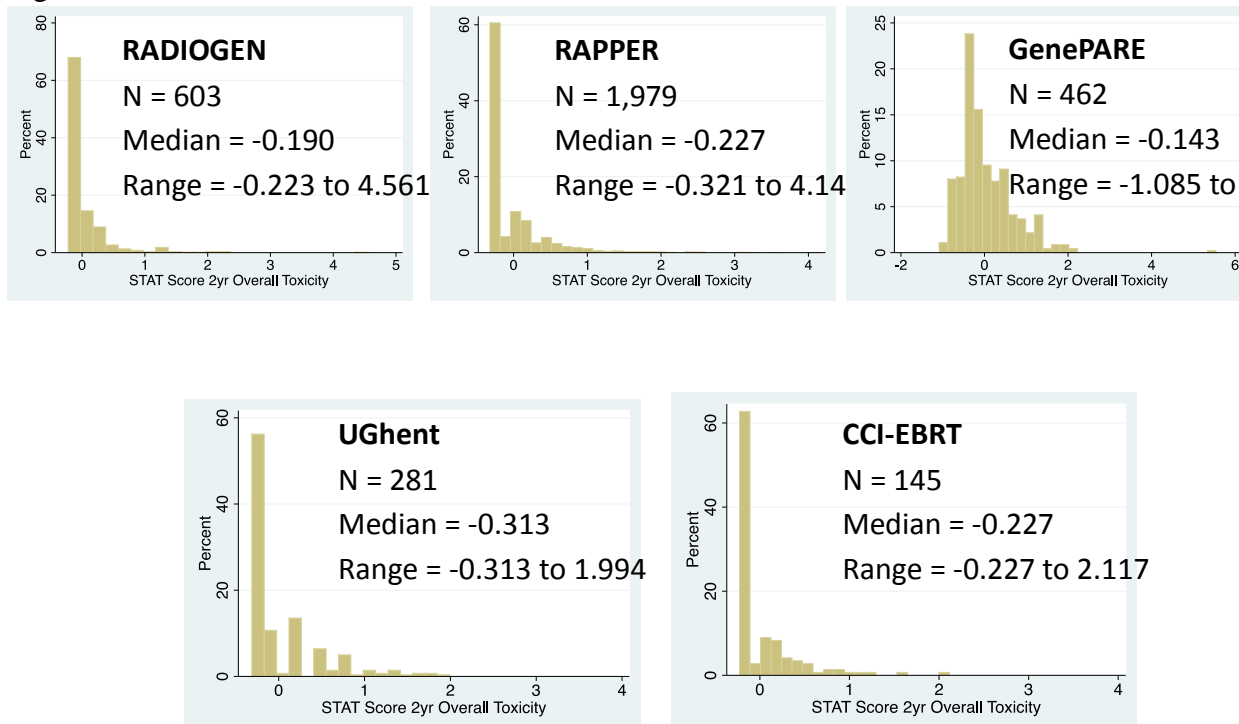 RADIOGEN
N = 603
Median = -0.190
Range = -0.223 to 4.561
Percent
0
20
40
60
80
0
1
2
3
4
5
STAT Score 2yr Overall Toxicity
RAPPER
N = 1,979
Median = -0.227
Range = -0.321 to 4.14
Percent
0
20
40
60
0
1
2
3
4
STAT Score 2yr Overall Toxicity
GenePARE
N = 462
Median = -0.143
Range = -1.085 to
Percent
0
5
10
15
20
25
-2
0
2
4
6
STAT Score 2yr Overall Toxicity
UGhent
N = 281
Median = -0.313
Range = -0.313 to 1.994
Percent
0
20
40
60
0
1
2
3
4
STAT Score 2yr Overall Toxicity
CCI-EBRT
N = 145
Median = -0.227
Range = -0.227 to 2.117
Percent
0
20
40
60
0
1
2
3
4
STAT Score 2yr Overall Toxicity